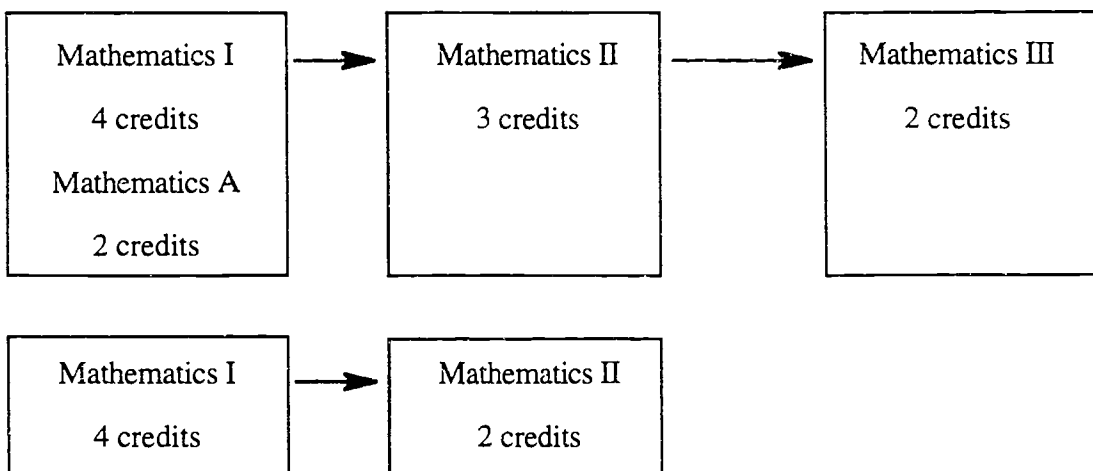 Mathematics I
4 credits
Mathematics A
2 credits
Mathematics II
3 credits
Mathematics III
2 credits
Mathematics I
4 credits
Mathematics II
2 credits